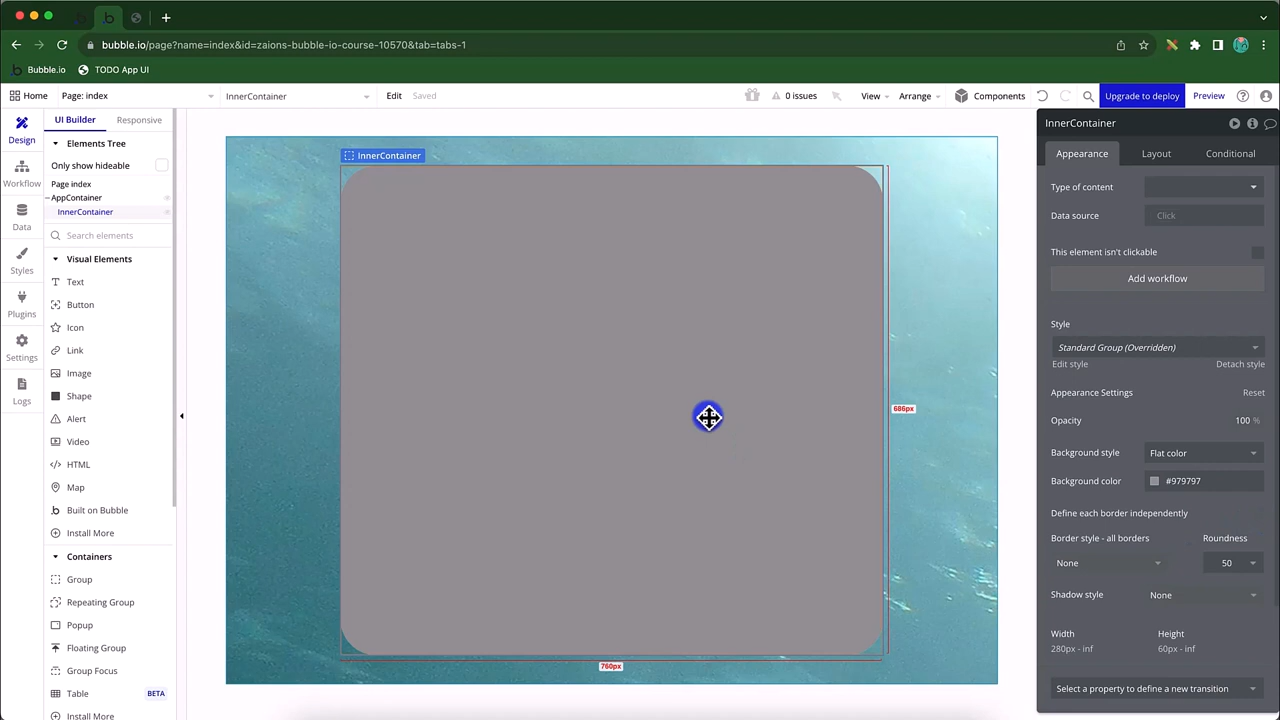 bubble.io/page?name=index&id=zaions-bubble-io-course-10570&tab=tabs-1
Bubble.io
TODO App UI
Home
Page: index
InnerContainer
Edit
Saved
0 issues
View
Arrange
Components
Upgrade to deploy
Preview
Design
Workflow
Data
Styles
Plugins
Settings
Logs
UI Builder
Responsive
Elements Tree
Only show hideable
Page index
AppContainer
InnerContainer
Search elements
Visual Elements
Text
Button
Icon
Link
Image
Shape
Alert
Video
HTML
Map
Built on Bubble
Install More
Containers
Group
Repeating Group
Popup
Floating Group
Group Focus
Table BETA
Install More
InnerContainer
686px
760px
InnerContainer
Appearance
Layout
Conditional
Type of content
Data source Click
This element isn't clickable
Add workflow
Style
Standard Group (Overridden)
Edit style Detach style
Appearance Settings Reset
Opacity 100 %
Background style Flat color
Background color #979797
Define each border independently
Border style - all borders Roundness
None 50
Shadow style None
Width Height
280px - inf 60px - inf
Select a property to define a new transition